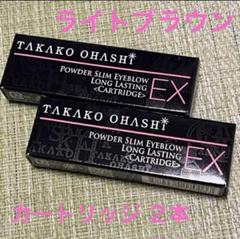 ライトブラウン
TAKAKO OHASHI
POWDER SLIM EYEBLOW
LONG LASTING
<CARTRIDGE>
EX
TAKAKO OHASHI
POWDER SLIM EYEBLOW
LONG LASTING
<CARTRIDGE>
EX
カートリッジ 2本